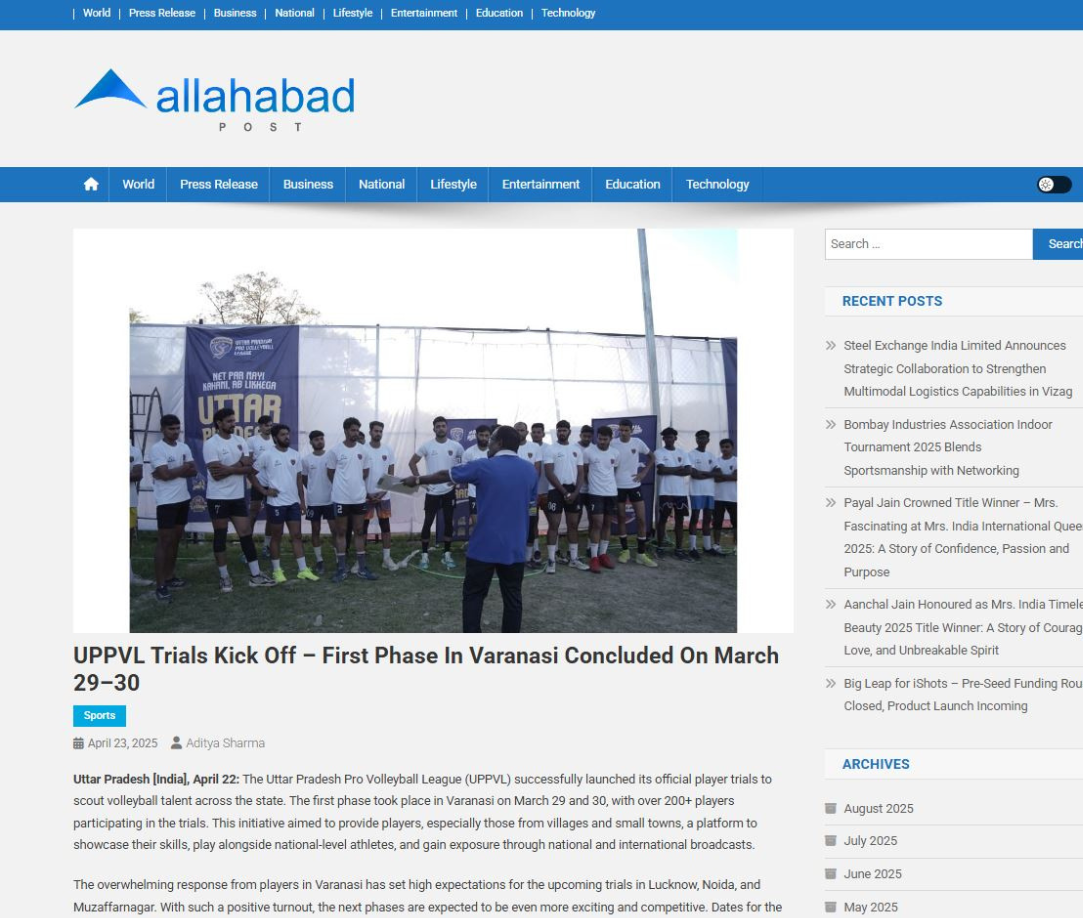 | World | Press Release | Business | National | Lifestyle | Entertainment | Education | Technology
allahabad
POST
World Press Release Business National Lifestyle Entertainment Education Technology
UTTAR PRADESH
PRO VOLLEYBALL
LEAGUE
NET PAR NAYI
KAHANI, AB LIKHEGA
UTTAR
UPPVL Trials Kick Off – First Phase In Varanasi Concluded On March
29–30
Sports
April 23, 2025 Aditya Sharma
Uttar Pradesh [India], April 22: The Uttar Pradesh Pro Volleyball League (UPPVL) successfully launched its official player trials to
scout volleyball talent across the state. The first phase took place in Varanasi on March 29 and 30, with over 200+ players
participating in the trials. This initiative aimed to provide players, especially those from villages and small towns, a platform to
showcase their skills, play alongside national-level athletes, and gain exposure through national and international broadcasts.
The overwhelming response from players in Varanasi has set high expectations for the upcoming trials in Lucknow, Noida, and
Muzaffarnagar. With such a positive turnout, the next phases are expected to be even more exciting and competitive. Dates for the
Search ... Search
RECENT POSTS
Steel Exchange India Limited Announces
Strategic Collaboration to Strengthen
Multimodal Logistics Capabilities in Vizag
Bombay Industries Association Indoor
Tournament 2025 Blends
Sportsmanship with Networking
Payal Jain Crowned Title Winner – Mrs.
Fascinating at Mrs. India International Quee
2025: A Story of Confidence, Passion and
Purpose
Aanchal Jain Honoured as Mrs. India Timele
Beauty 2025 Title Winner: A Story of Courag
Love, and Unbreakable Spirit
Big Leap for iShots – Pre-Seed Funding Rou
Closed, Product Launch Incoming
ARCHIVES
August 2025
July 2025
June 2025
May 2025